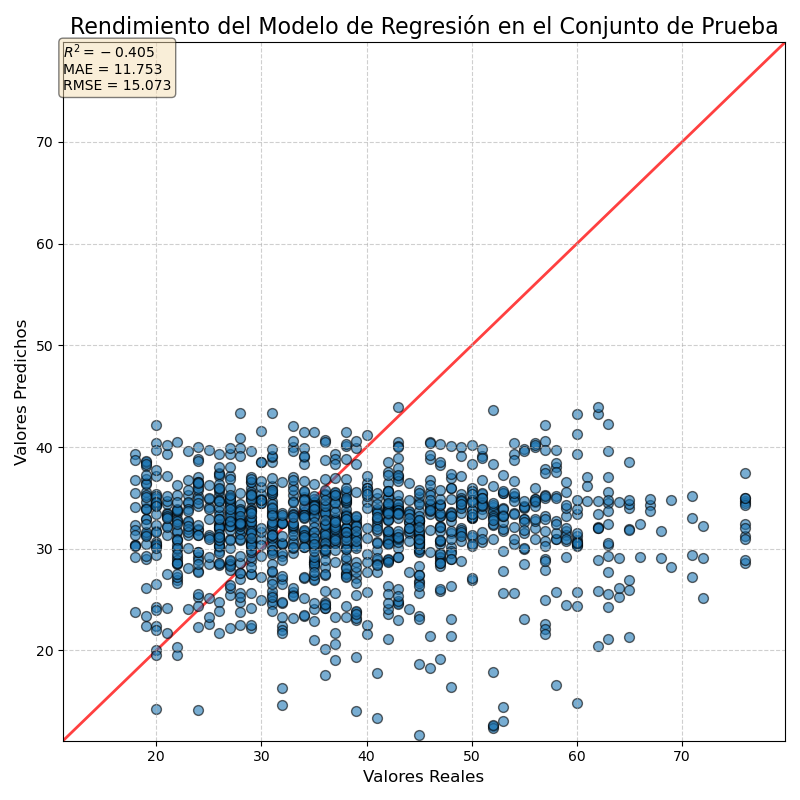 Rendimiento del Modelo de Regresión en el Conjunto de Prueba
R² = −0.405
MAE = 11.753
RMSE = 15.073
70
60
50
40
30
20
Valores Predichos
20 30 40 50 60 70
Valores Reales